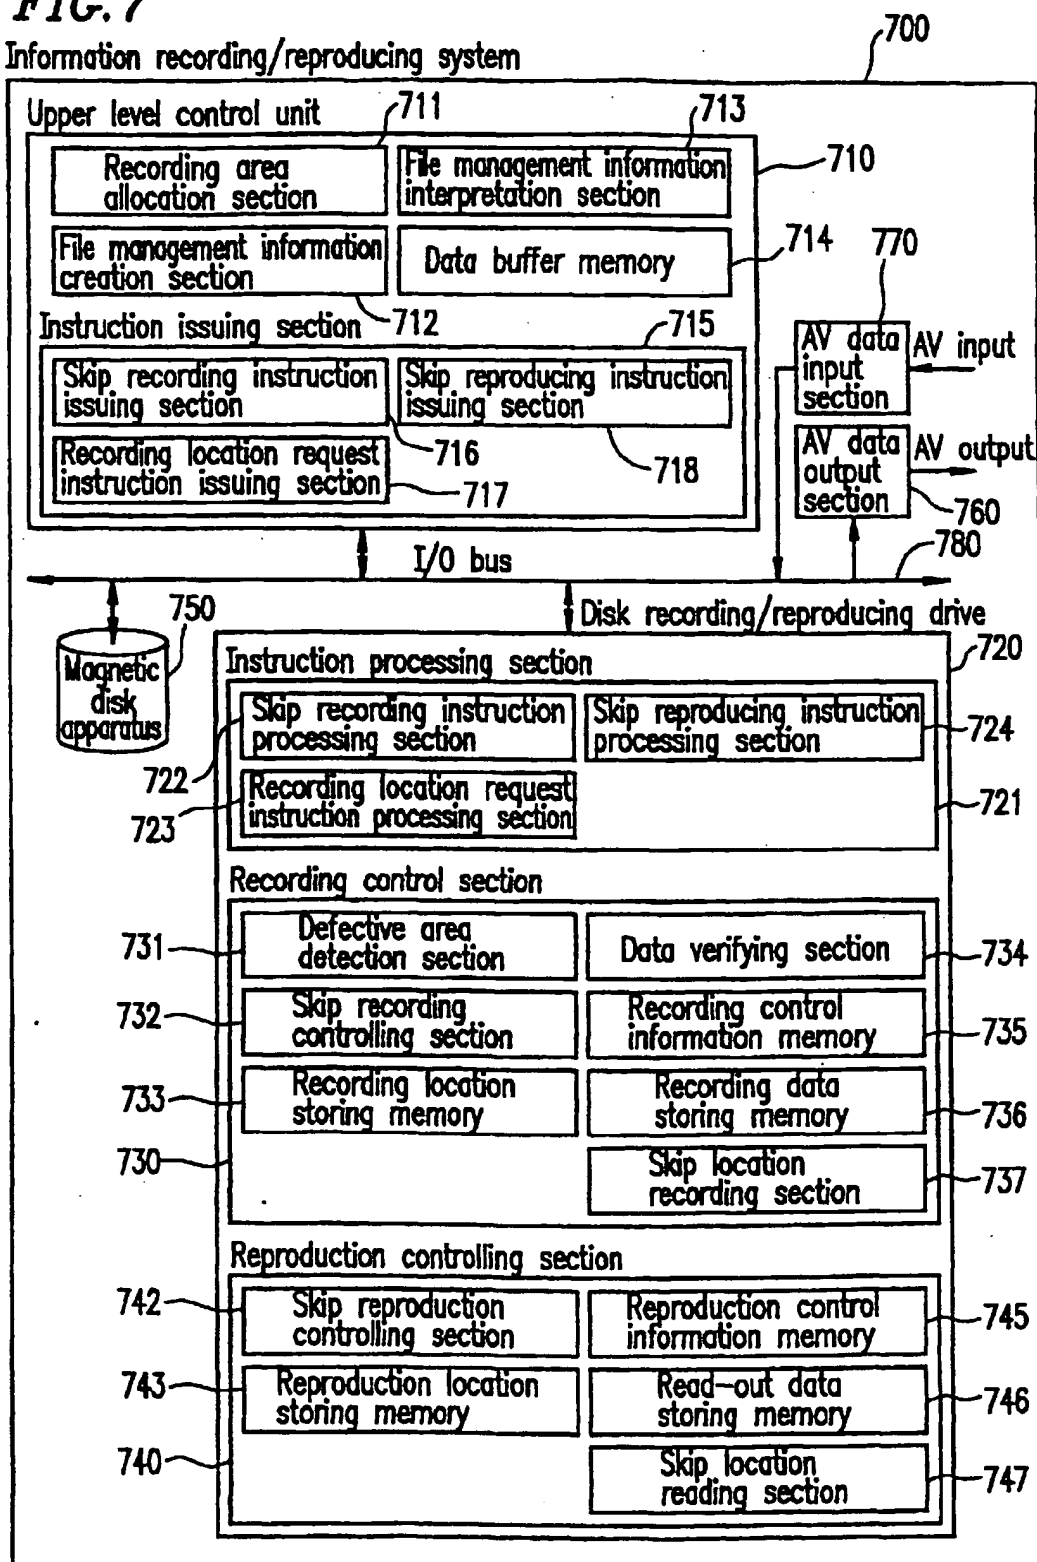 FIG. 7
700
Information recording/reproducing system
Upper level control unit
711
713
710
Recording area
allocation section
File management information
interpretation section
File management information
creation section
Data buffer memory
714
770
712
Instruction issuing section
715
AV data
input
section
AV input
Skip recording instruction
issuing section
Skip reproducing instruction
issuing section
716
718
Recording location request
instruction issuing section
717
AV data
output
section
AV output
760
780
I/O bus
Disk recording/reproducing drive
750
Magnetic
disk
apparatus
720
Instruction processing section
Skip recording instruction
processing section
Skip reproducing instruction
processing section
724
722
Recording location request
instruction processing section
723
721
Recording control section
731
Defective area
detection section
Data verifying section
734
732
Skip recording
controlling section
Recording control
information memory
735
733
Recording location
storing memory
Recording data
storing memory
736
730
Skip location
recording section
737
Reproduction controlling section
742
Skip reproduction
controlling section
Reproduction control
information memory
745
743
Reproduction location
storing memory
Read-out data
storing memory
746
740
Skip location
reading section
747